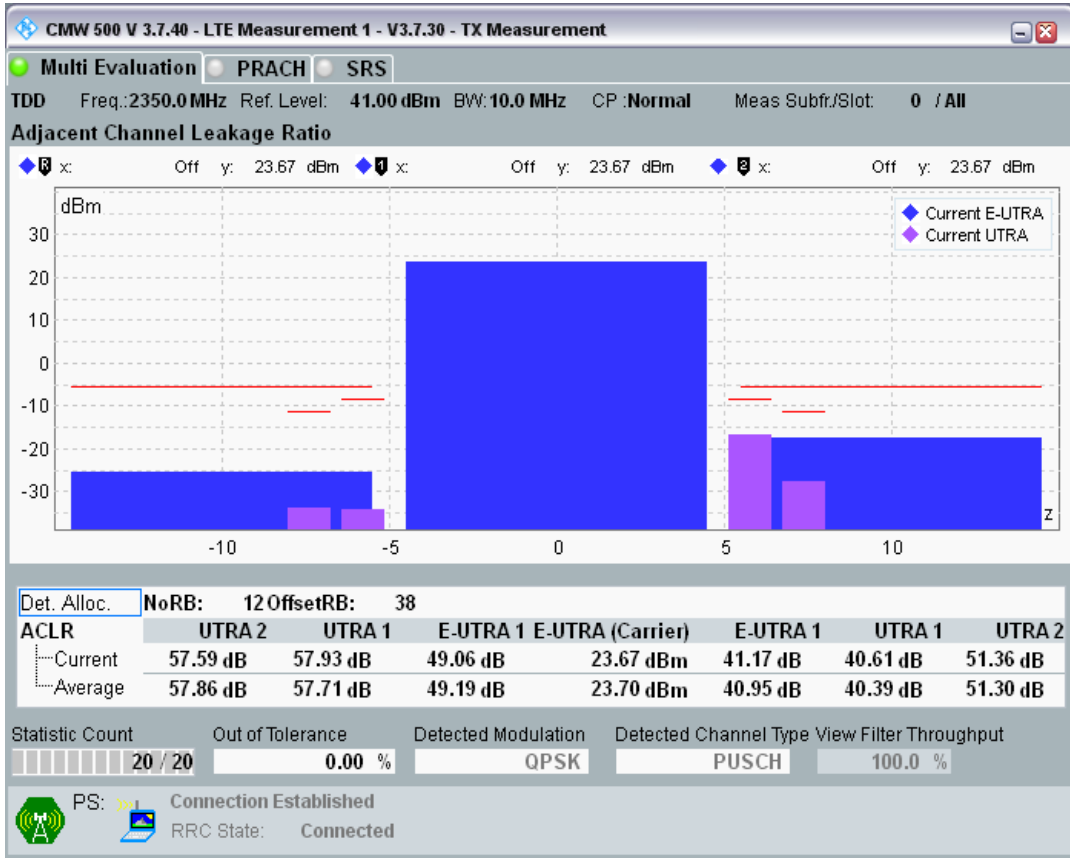 CMW 500 V 3.7.40 - LTE Measurement 1 - V3.7.30 - TX Measurement
Multi Evaluation PRACH SRS
TDD Freq.:2350.0 MHz Ref. Level: 41.00 dBm BW:10.0 MHz CP :Normal Meas Subfr./Slot: 0 / All
Adjacent Channel Leakage Ratio
R x: Off y: 23.67 dBm 1 x: Off y: 23.67 dBm 2 x: Off y: 23.67 dBm
dBm
Current E-UTRA
Current UTRA
30
20
10
0
-10
-20
-30
z
-10 -5 0 5 10
Det. Alloc. NoRB: 12 OffsetRB: 38
ACLR UTRA 2 UTRA 1 E-UTRA 1 E-UTRA (Carrier) E-UTRA 1 UTRA 1 UTRA 2
Current 57.59 dB 57.93 dB 49.06 dB 23.67 dBm 41.17 dB 40.61 dB 51.36 dB
Average 57.86 dB 57.71 dB 49.19 dB 23.70 dBm 40.95 dB 40.39 dB 51.30 dB
Statistic Count Out of Tolerance Detected Modulation Detected Channel Type View Filter Throughput
20 / 20 0.00 % QPSK PUSCH 100.0 %
PS: Connection Established
RRC State: Connected